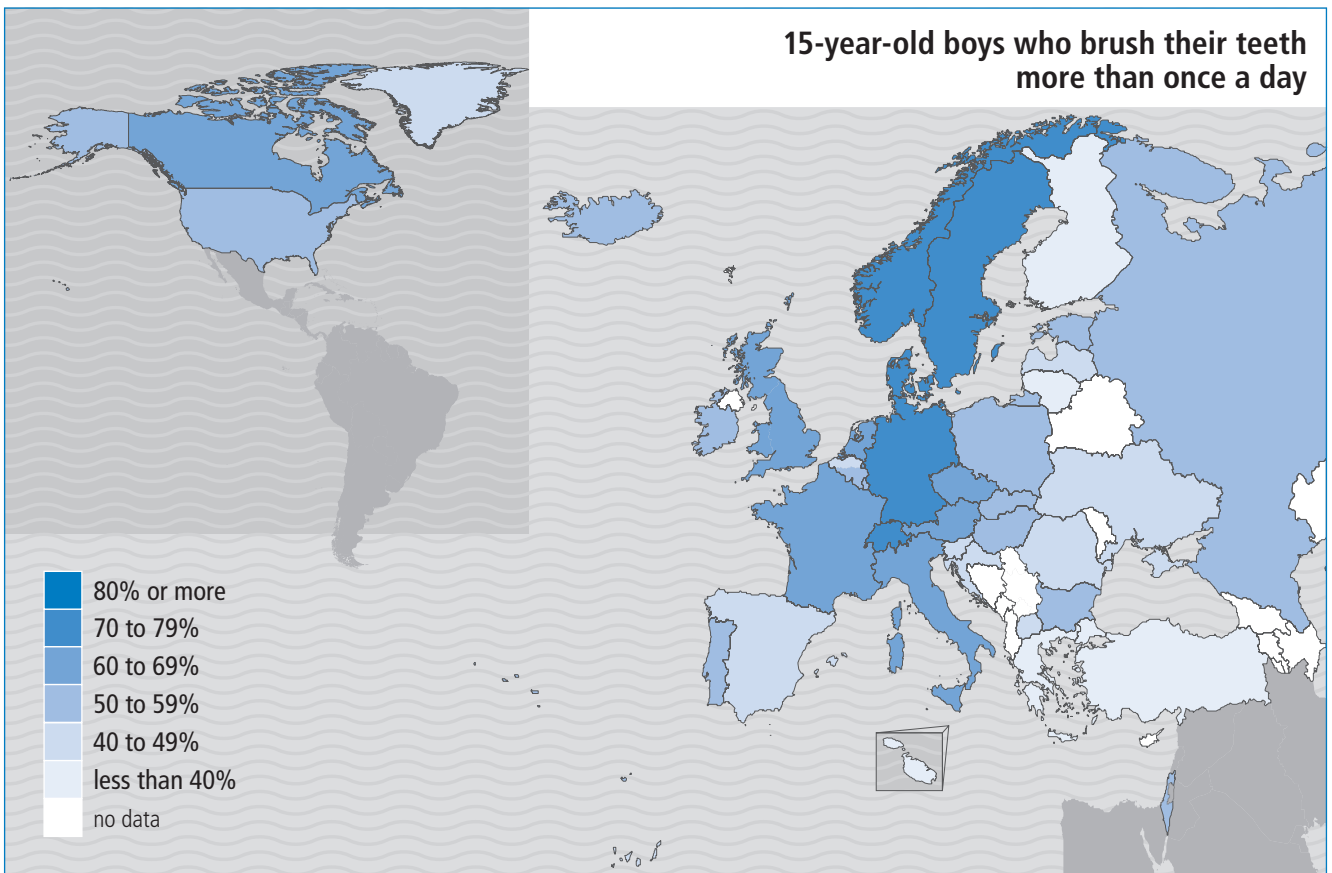 15-year-old boys who brush their teeth
more than once a day
80% or more
70 to 79%
60 to 69%
50 to 59%
40 to 49%
less than 40%
no data